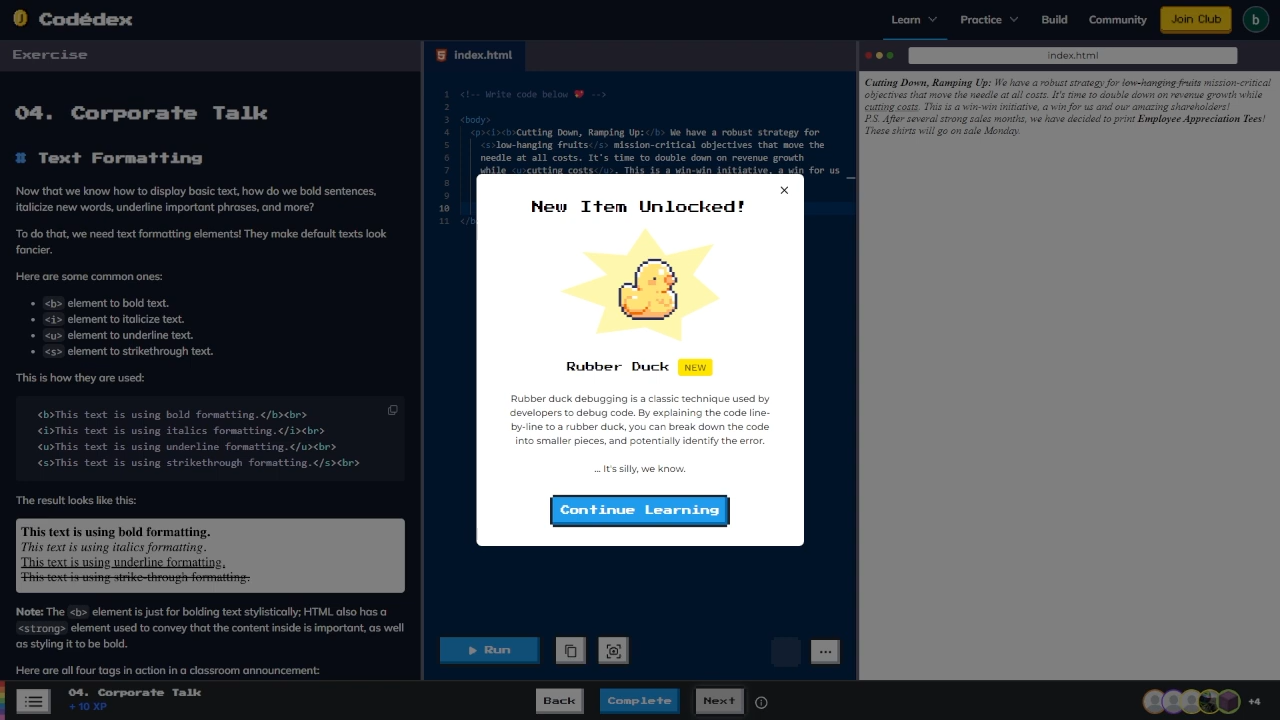 Codédex
Learn
Practice
Build
Community
Join Club
b
Exercise
index.html
index.html
04. Corporate Talk
# Text Formatting
Now that we know how to display basic text, how do we bold sentences,
italicize new words, underline important phrases, and more?
To do that, we need text formatting elements! They make default texts look
fancier.
Here are some common ones:
• <b> element to bold text.
• <i> element to italicize text.
• <u> element to underline text.
• <s> element to strikethrough text.
This is how they are used:
<b>This text is using bold formatting.</b><br>
<i>This text is using italics formatting.</i><br>
<u>This text is using underline formatting.</u><br>
<s>This text is using strikethrough formatting.</s><br>
The result looks like this:
This text is using bold formatting.
This text is using italics formatting.
This text is using underline formatting.
This text is using strike-through formatting.
Note: The <b> element is just for bolding text stylistically; HTML also has a
<strong> element used to convey that the content inside is important, as well
as styling it to be bold.
Here are all four tags in action in a classroom announcement:
1 <!-- Write code below 💖 -->
2
3 <body>
4 <p><i><b>Cutting Down, Ramping Up:</b> We have a robust strategy for
5 <s>low-hanging fruits</s> mission-critical objectives that move the
6 needle at all costs. It's time to double down on revenue growth
7 while <u>cutting costs</u>. This is a win-win initiative, a win for us
8
9
10
11 </b
New Item Unlocked!
Rubber Duck NEW
Rubber duck debugging is a classic technique used by
developers to debug code. By explaining the code line-
by-line to a rubber duck, you can break down the code
into smaller pieces, and potentially identify the error.
... It's silly, we know.
Continue Learning
Run
Cutting Down, Ramping Up: We have a robust strategy for low-hanging fruits mission-critical
objectives that move the needle at all costs. It's time to double down on revenue growth while
cutting costs. This is a win-win initiative, a win for us and our amazing shareholders!
P.S. After several strong sales months, we have decided to print Employee Appreciation Tees!
These shirts will go on sale Monday.
04. Corporate Talk
+ 10 XP
Back
Complete
Next
+4